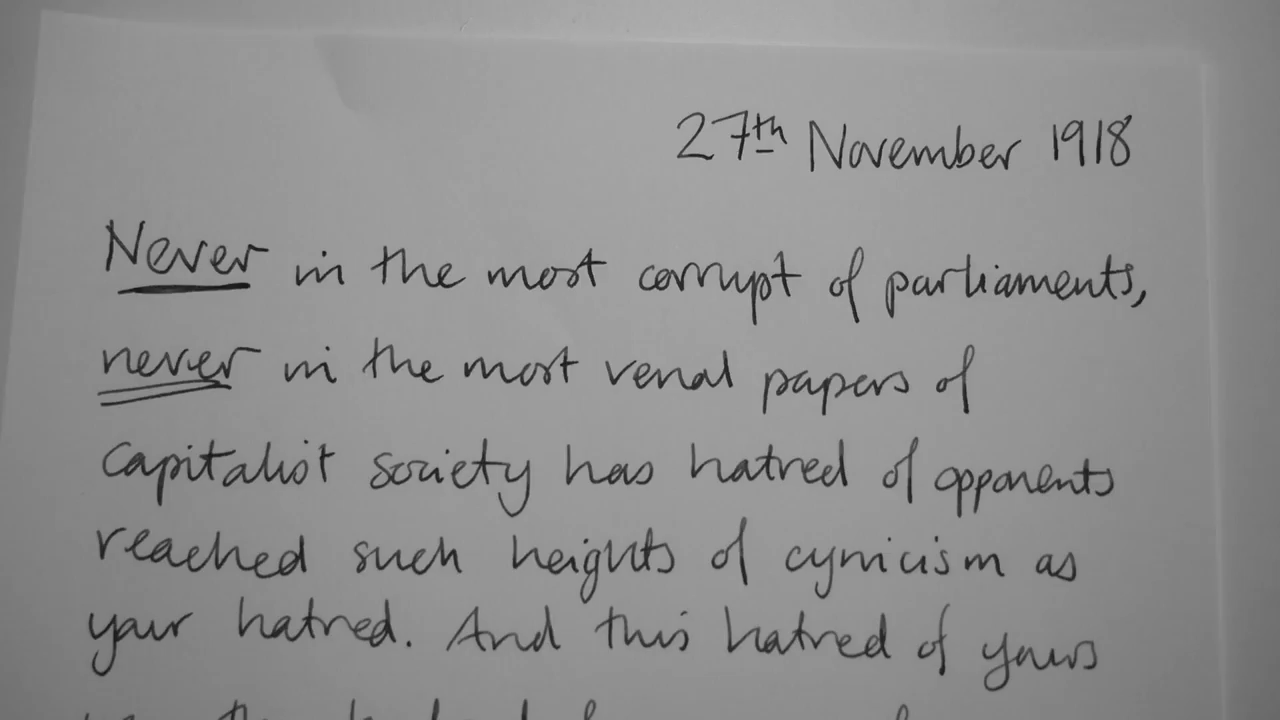 27th November 1918
Never in the most corrupt of parliaments,
never in the most venal papers of
capitalist society has hatred of opponents
reached such heights of cynicism as
your hatred. And this hatred of yours